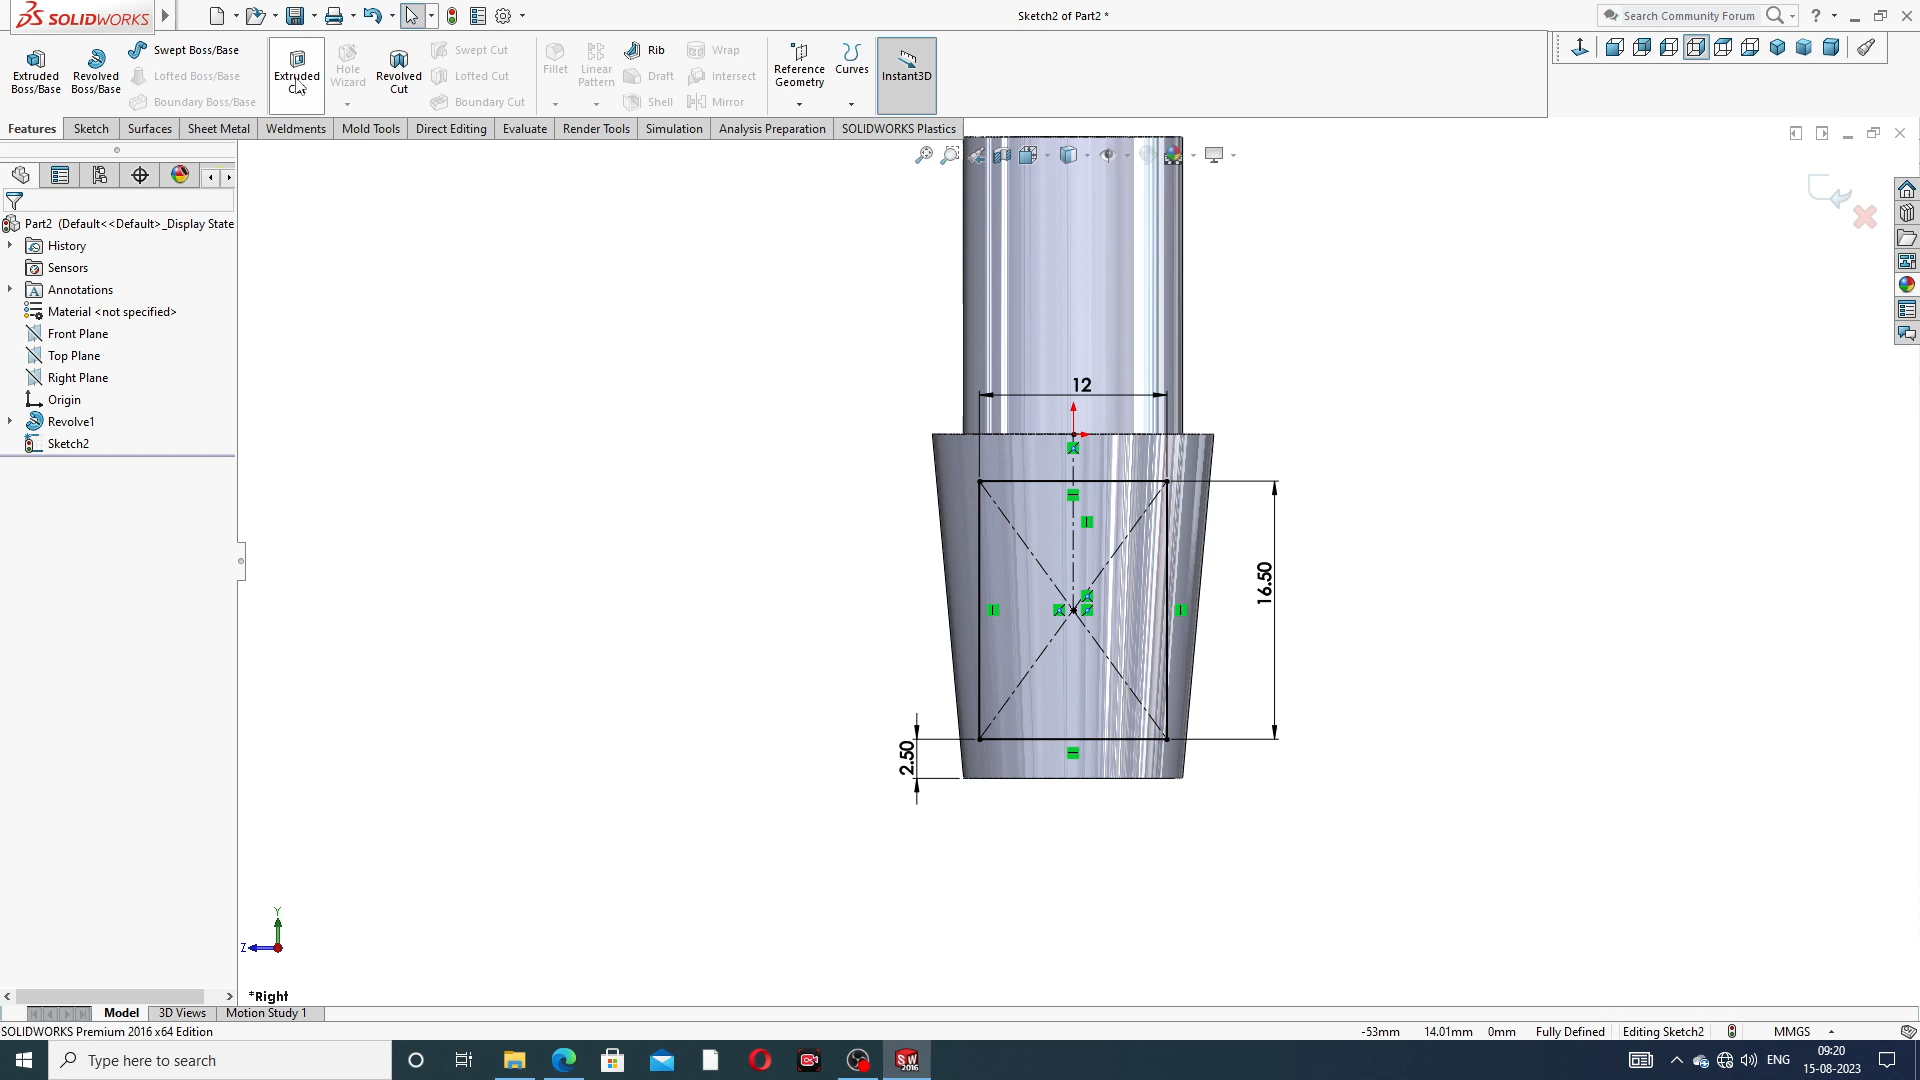 SOLIDWORKS
Sketch2 of Part2 *
Search Community Forum
?
Extruded Boss/Base
Revolved Boss/Base
Swept Boss/Base
Lofted Boss/Base
Boundary Boss/Base
Extruded
Hole Wizard
Revolved Cut
Swept Cut
Lofted Cut
Boundary Cut
Fillet
Linear Pattern
Rib
Draft
Shell
Wrap
Intersect
Mirror
Reference Geometry
Curves
Instant3D
Features Sketch Surfaces Sheet Metal Weldments Mold Tools Direct Editing Evaluate Render Tools Simulation Analysis Preparation SOLIDWORKS Plastics
Part2 (Default<<Default>_Display State
History
Sensors
Annotations
Material <not specified>
Front Plane
Top Plane
Right Plane
Origin
Revolve1
Sketch2
12
16.50
2.50
Y
Z
*Right
Model 3D Views Motion Study 1
SOLIDWORKS Premium 2016 x64 Edition
-53mm 14.01mm 0mm Fully Defined Editing Sketch2 MMGS
Type here to search
SW
2016
ENG
09:20
15-08-2023